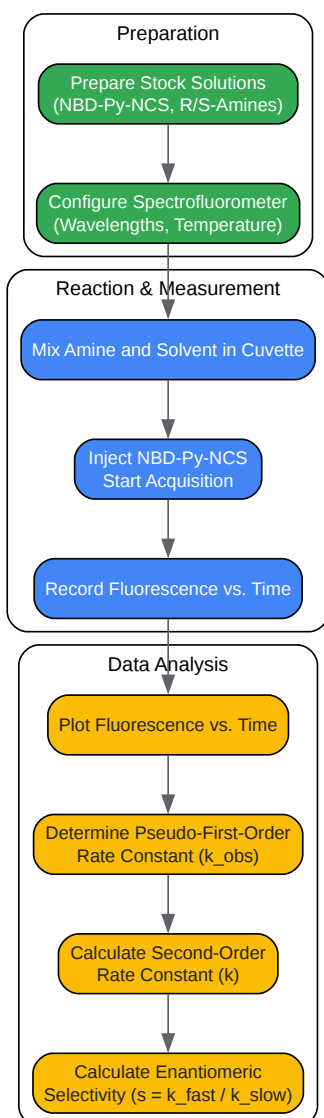 Preparation
Prepare Stock Solutions
(NBD-Py-NCS, R/S-Amines)
Configure Spectrofluorometer
(Wavelengths, Temperature)
Reaction & Measurement
Mix Amine and Solvent in Cuvette
Inject NBD-Py-NCS
Start Acquisition
Record Fluorescence vs. Time
Data Analysis
Plot Fluorescence vs. Time
Determine Pseudo-First-Order
Rate Constant (k_obs)
Calculate Second-Order
Rate Constant (k)
Calculate Enantiomeric
Selectivity (s = k_fast / k_slow)